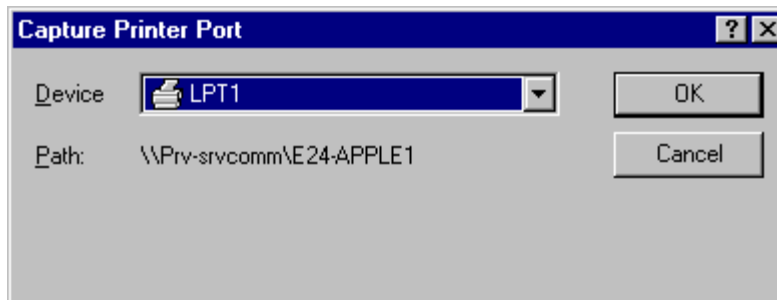 Capture Printer Port
Device LPT1 OK
Path: \\Prv-srvcomm\E24-APPLE1 Cancel